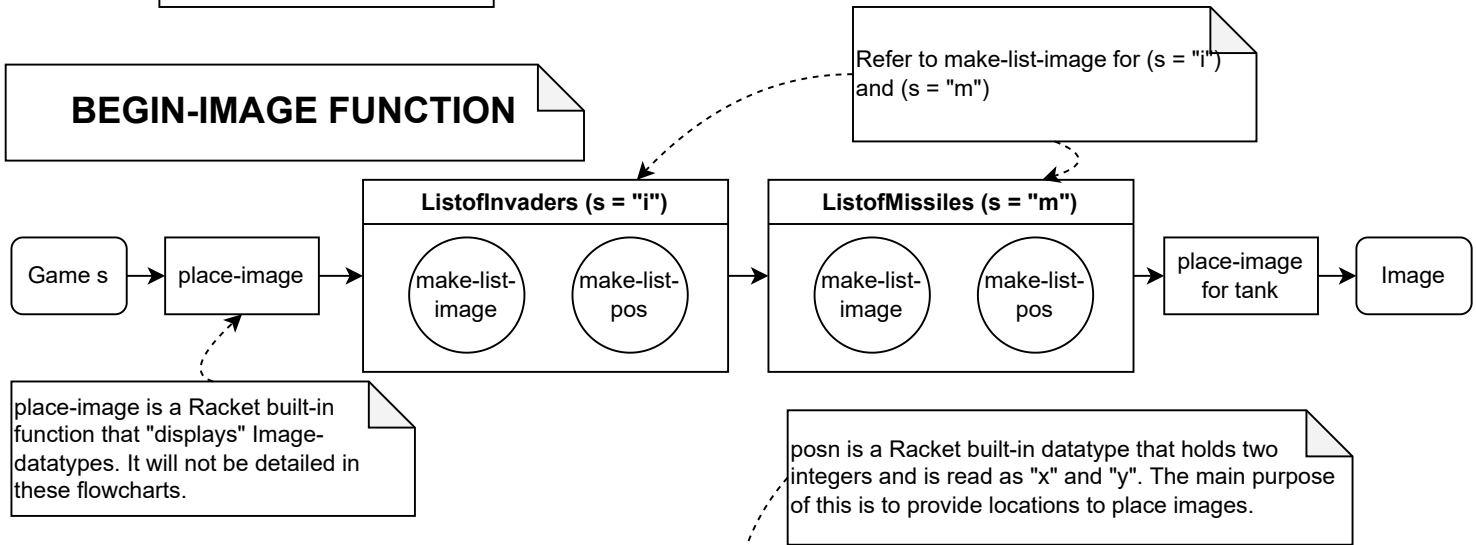 Refer to make-list-image for (s = "i")
and (s = "m")
BEGIN-IMAGE FUNCTION
ListofInvaders (s = "i")
ListofMissiles (s = "m")
Game s
place-image
make-list-
image
make-list-
pos
make-list-
image
make-list-
pos
place-image
for tank
Image
place-image is a Racket built-in
function that "displays" Image-
datatypes. It will not be detailed in
these flowcharts.
posn is a Racket built-in datatype that holds two
integers and is read as "x" and "y". The main purpose
of this is to provide locations to place images.